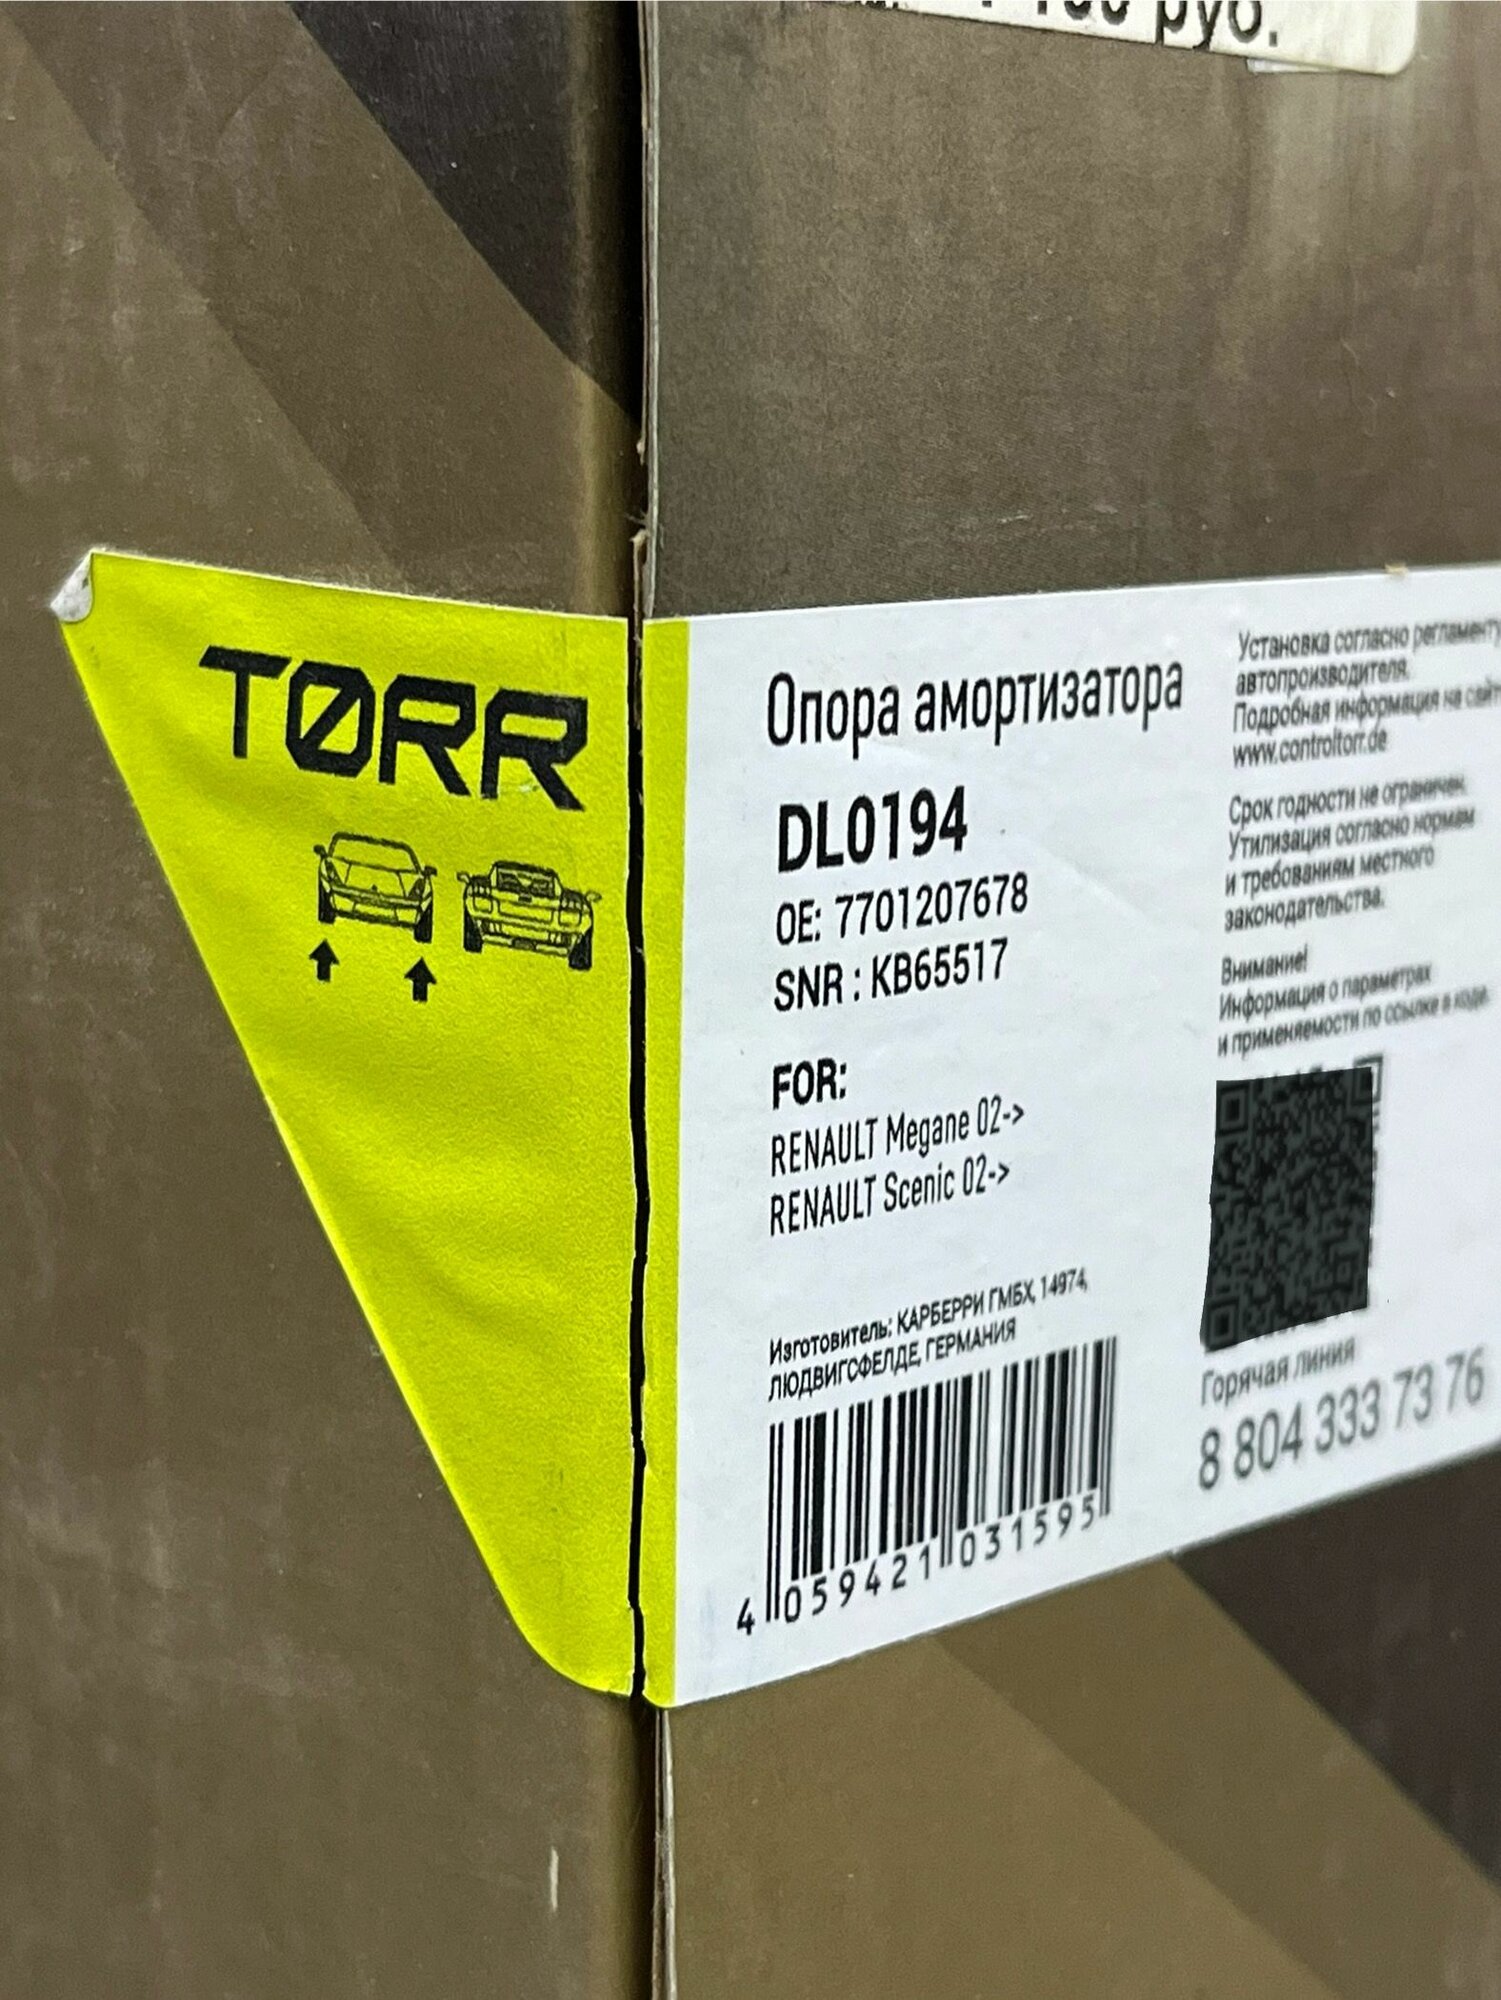 руб.
TORR
Опора амортизатора
DL0194
OE: 7701207678
SNR : KB65517
FOR:
RENAULT Megane 02->
RENAULT Scenic 02->
Изготовитель: КАРБЕРРИ ГМБХ, 14974,
ЛЮДВИГСФЕЛДЕ, ГЕРМАНИЯ
4 059421 031595
Установка согласно регламенту
автопроизводителя.
Подробная информация на сайте
www.controltorr.de
Срок годности не ограничен.
Утилизация согласно нормам
и требованиям местного
законодательства.
Внимание!
Информация о параметрах
и применяемости по ссылке в коде.
Горячая линия
8 804 333 73 76